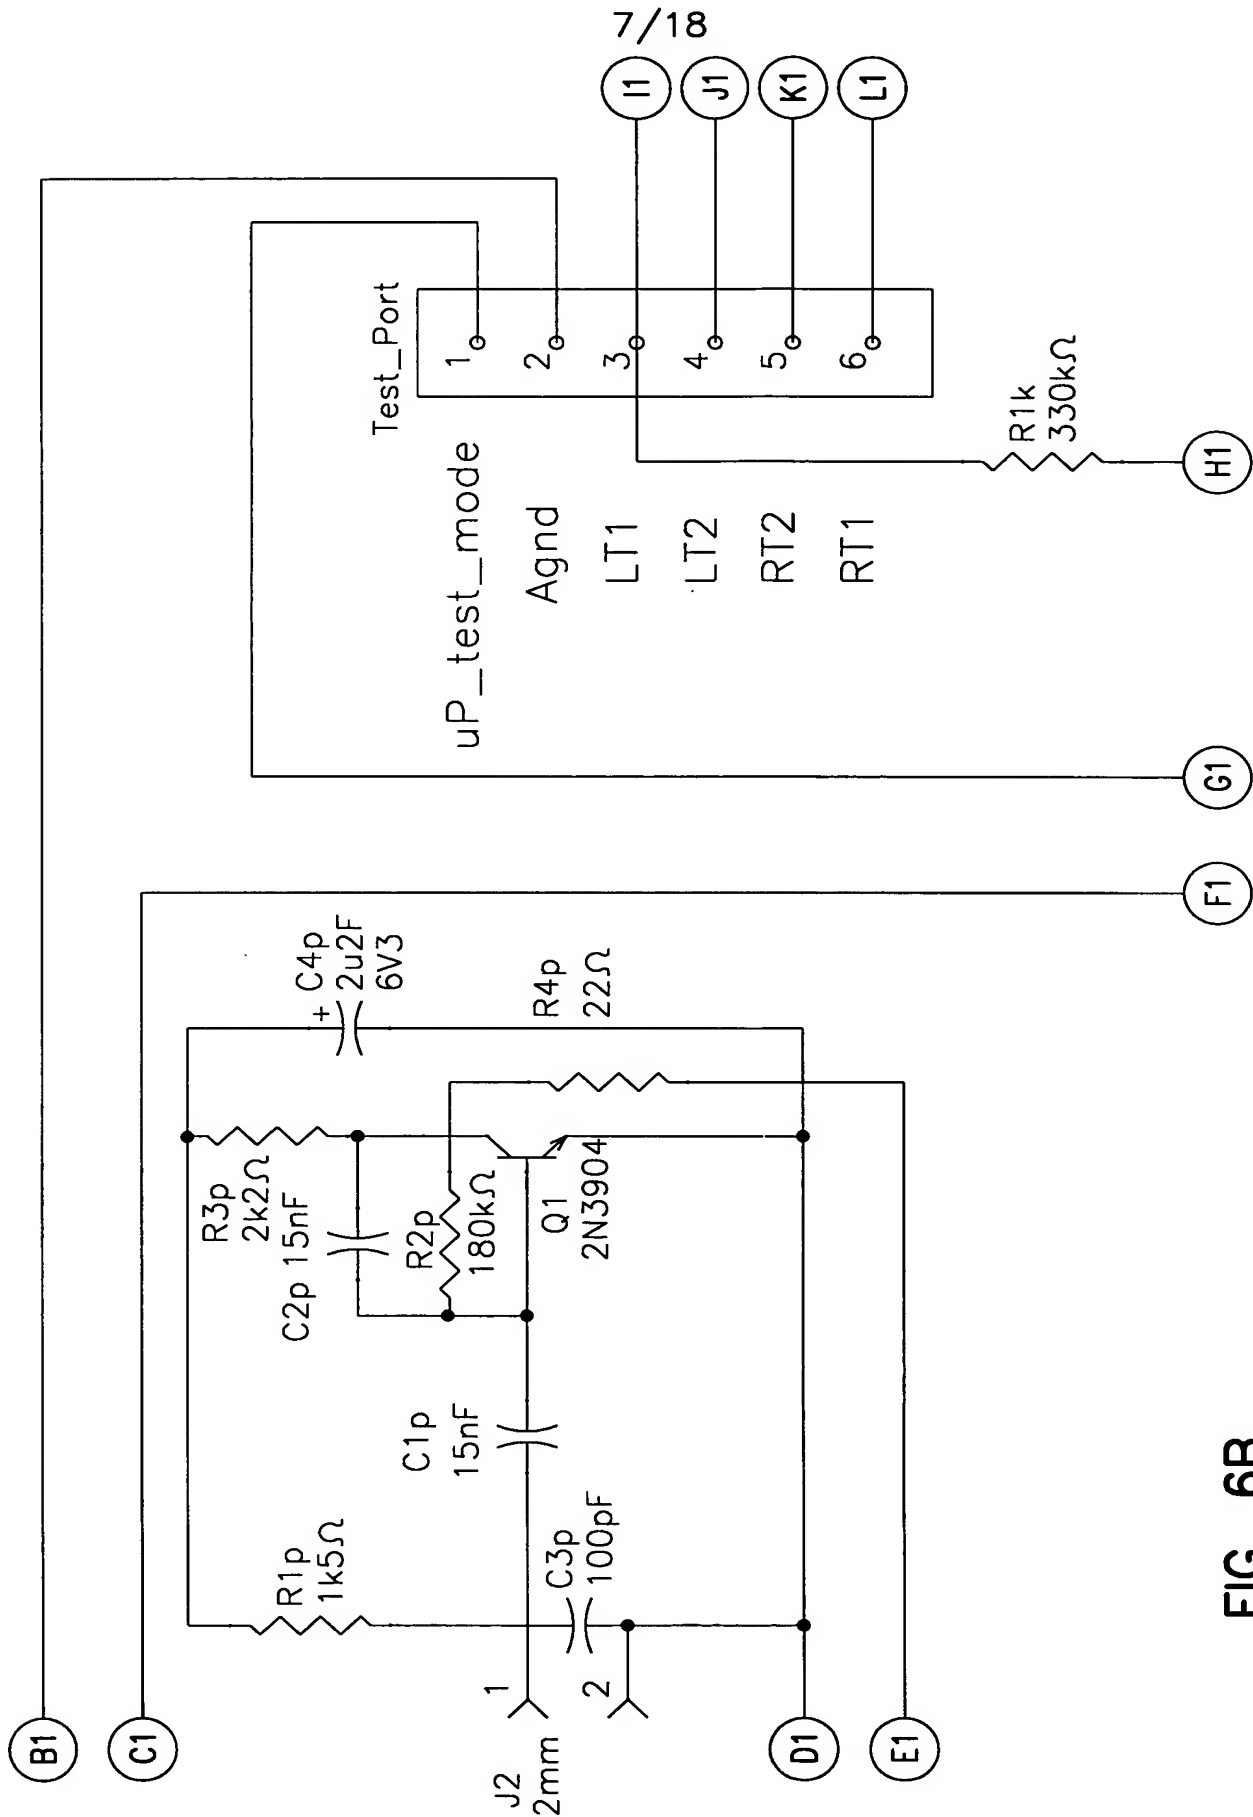 7/18
I1
J1
K1
L1
Test_Port
1
2
3
4
5
6
uP_test_mode
Agnd
LT1
LT2
RT2
RT1
R1k
330kΩ
H1
G1
F1
C4p
+
2u2F
6V3
R4p
22Ω
R3p
2k2Ω
C2p 15nF
R2p
180kΩ
Q1
2N3904
C1p
15nF
R1p
1k5Ω
C3p
100pF
1
2
J2
2mm
B1
C1
D1
E1
FIG. 6B